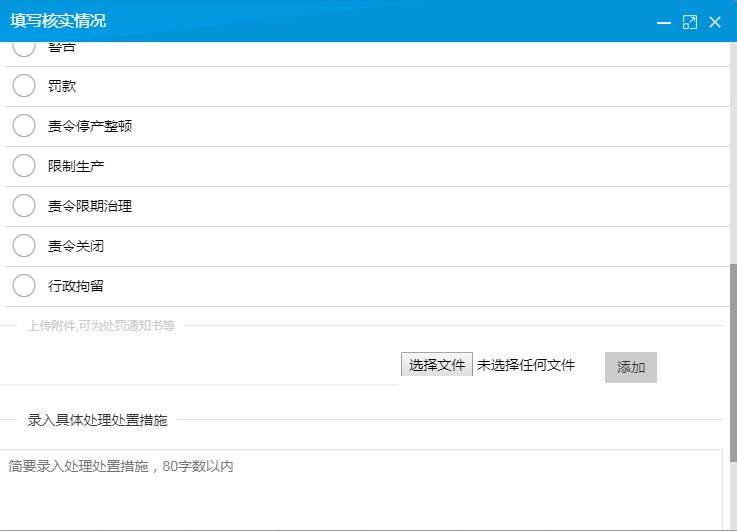 填写核实情况
警告
罚款
责令停产整顿
限制生产
责令限期治理
责令关闭
行政拘留
上传附件,可为处罚通知书等
选择文件 未选择任何文件 添加
录入具体处理处置措施
简要录入处理处置措施，80字数以内